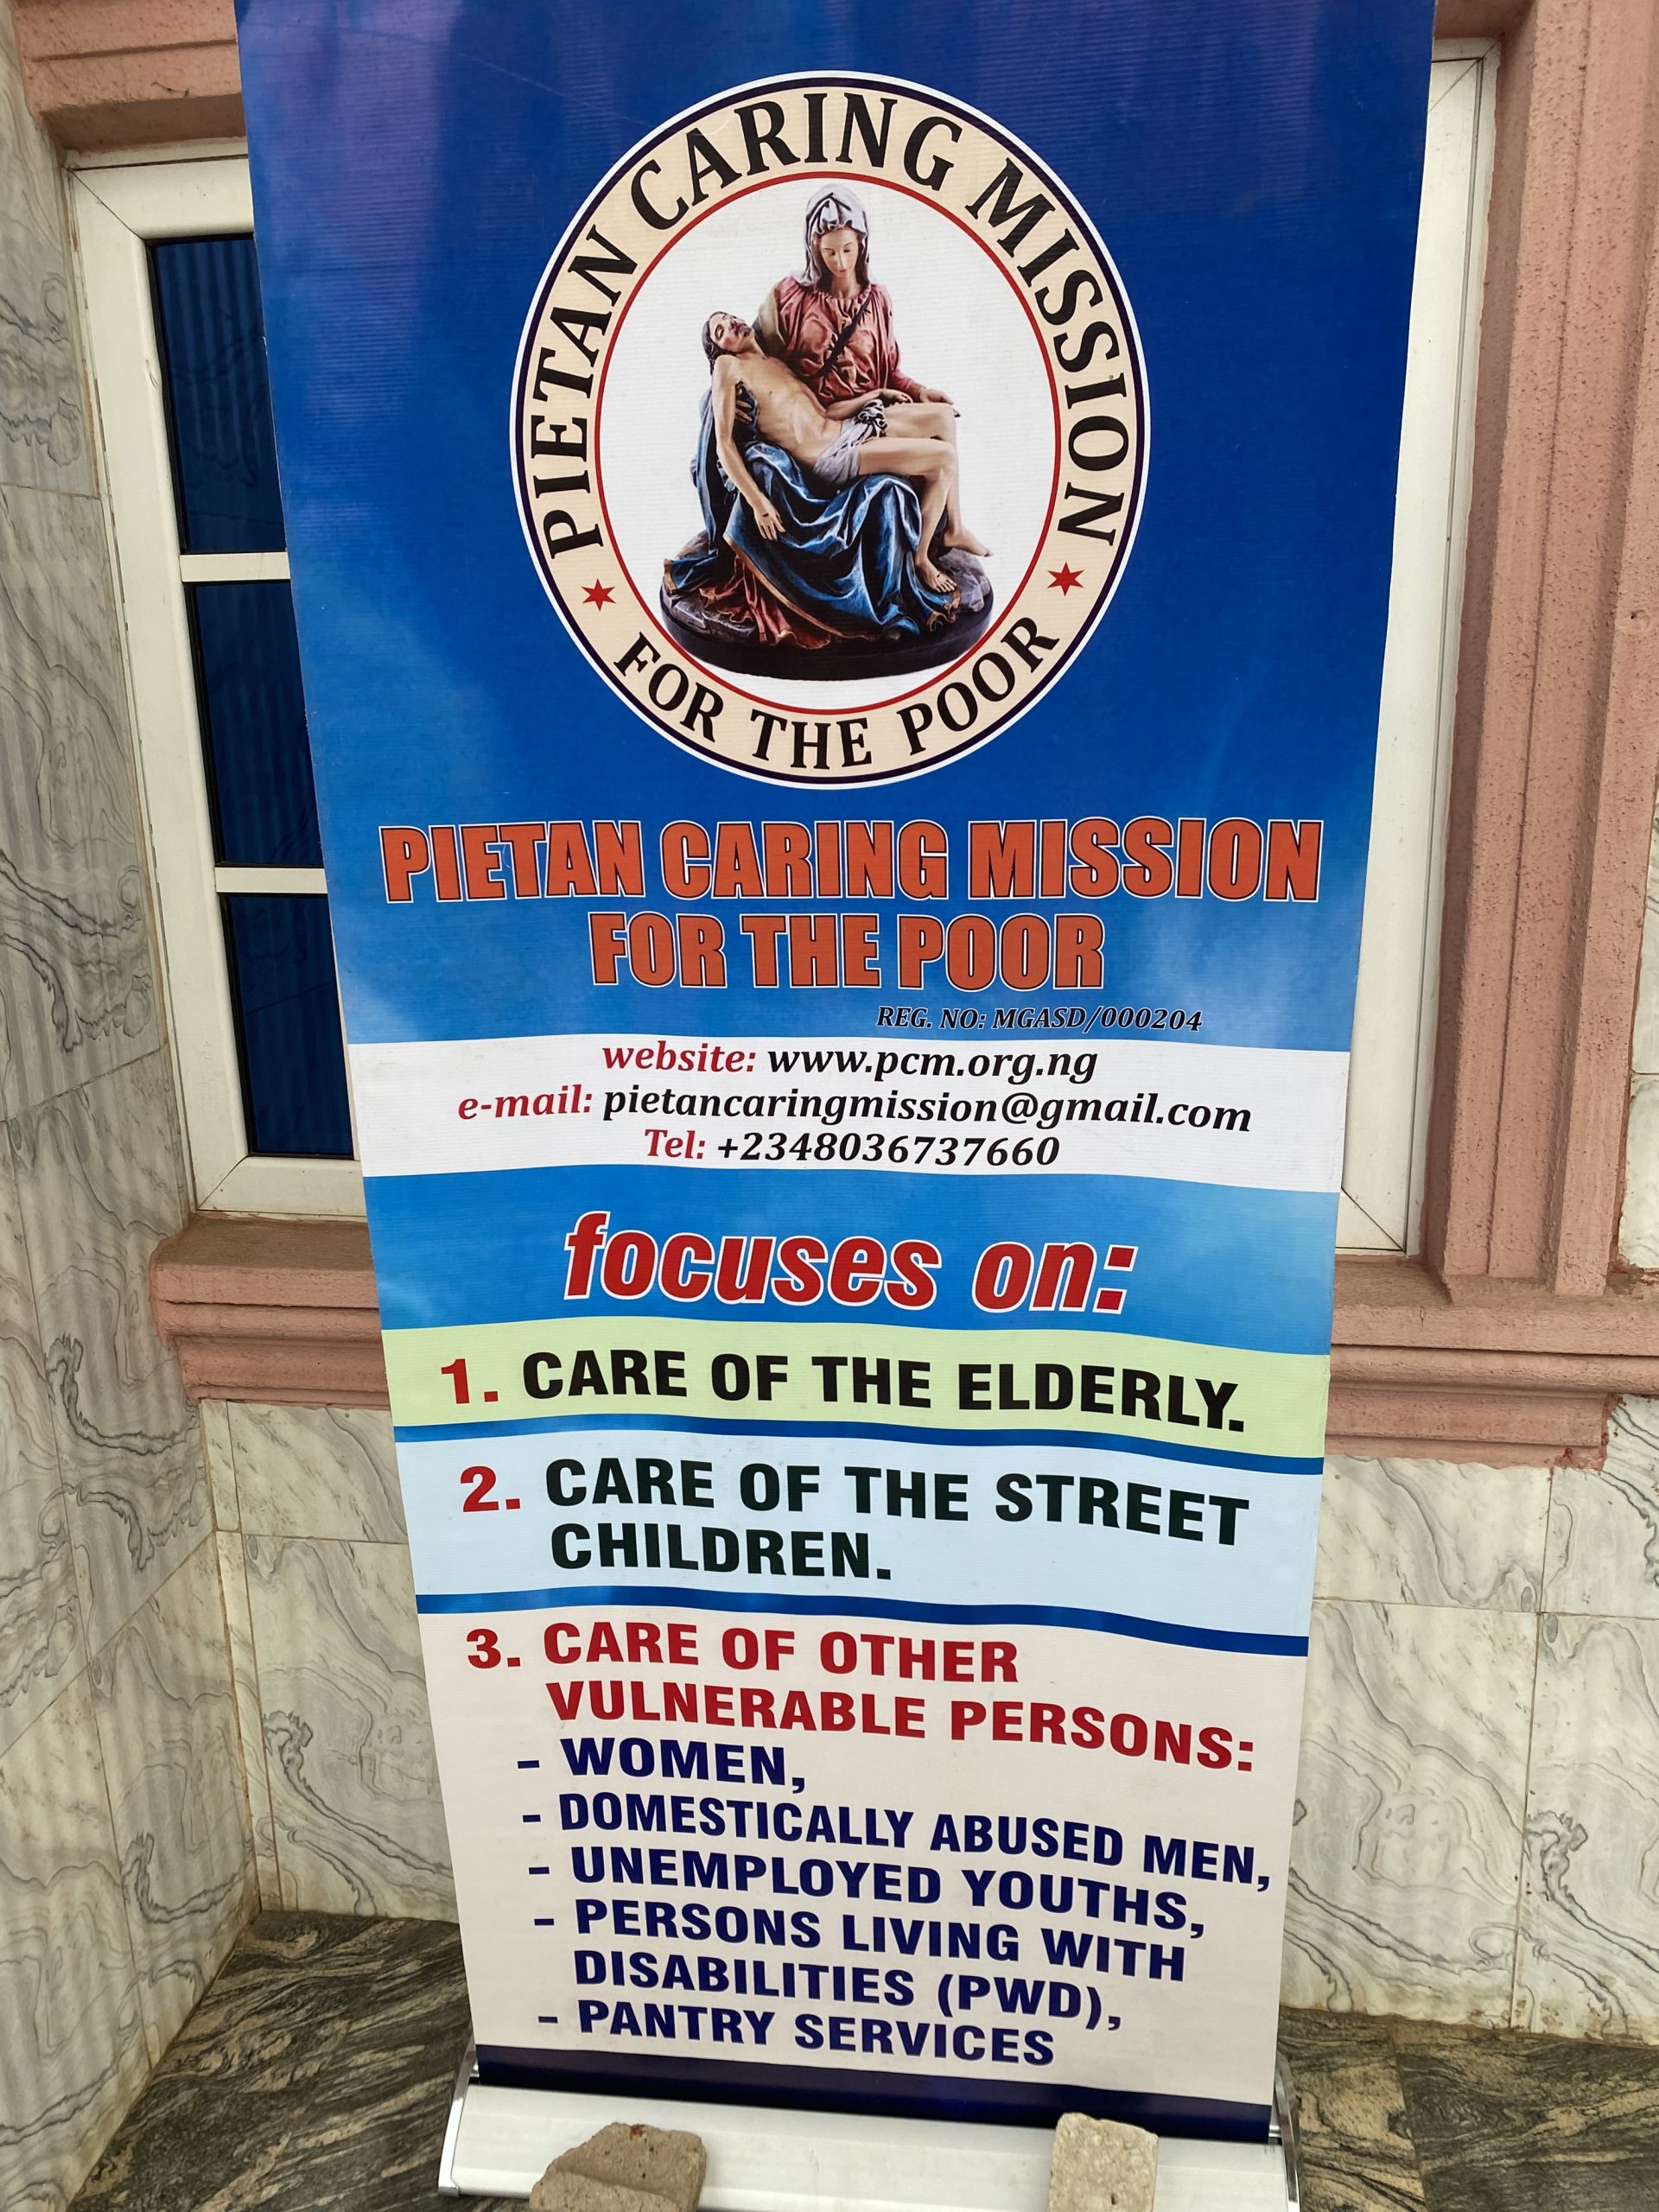 PIETAN CARING MISSION
FOR THE POOR
PIETAN CARING MISSION
FOR THE POOR
REG. NO: MGASD/000204
website: www.pcm.org.ng
e-mail: pietancaringmission@gmail.com
Tel: +2348036737660
focuses on:
1. CARE OF THE ELDERLY.
2. CARE OF THE STREET
CHILDREN.
3. CARE OF OTHER
VULNERABLE PERSONS:
- WOMEN,
- DOMESTICALLY ABUSED MEN,
- UNEMPLOYED YOUTHS,
- PERSONS LIVING WITH
DISABILITIES (PWD),
- PANTRY SERVICES